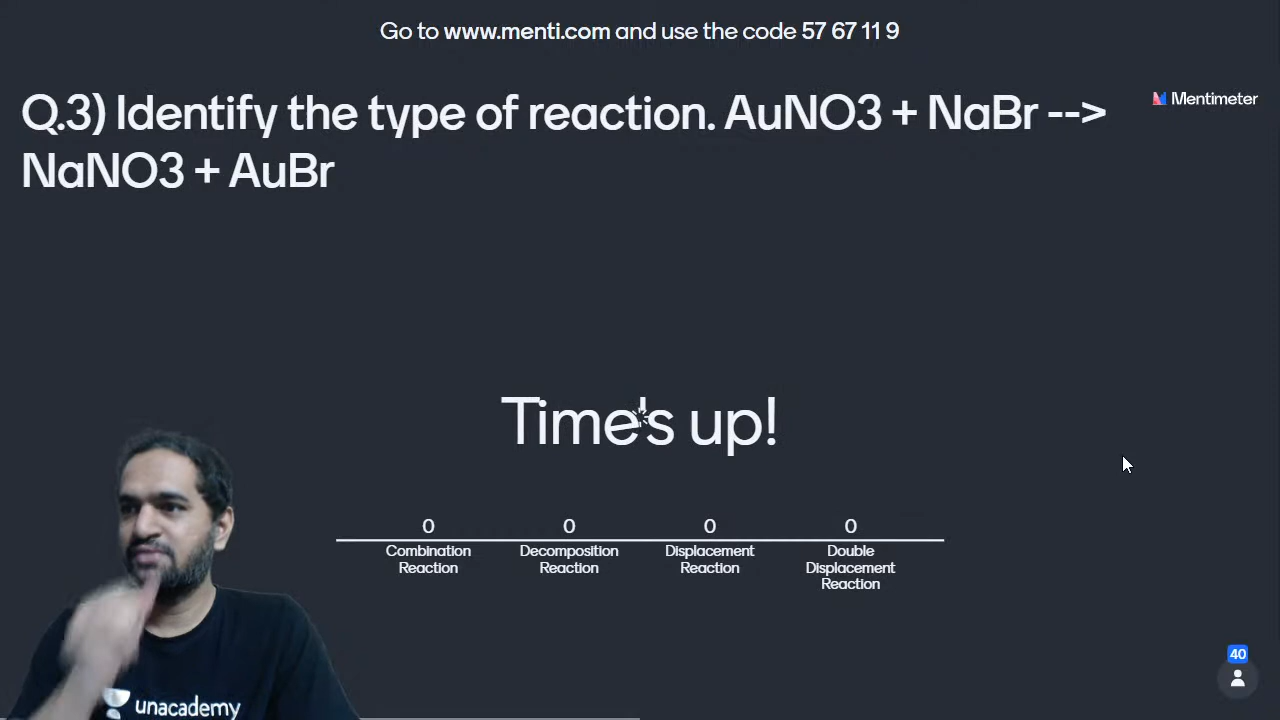 Go to www.menti.com and use the code 57 67 11 9
Q.3) Identify the type of reaction. AuNO3 + NaBr -->
NaNO3 + AuBr
Mentimeter
Time's up!
0 0 0 0
Combination Decomposition Displacement Double
Reaction Reaction Reaction Displacement
Reaction
40
unacademy